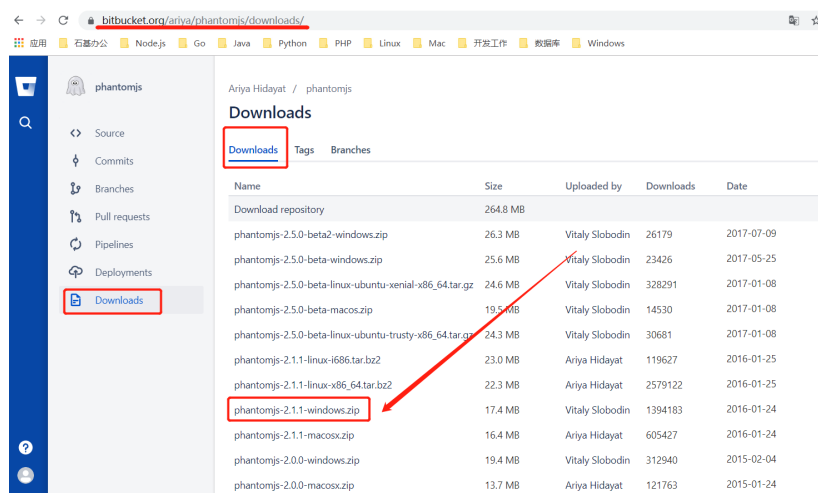 bitbucket.org/ariya/phantomjs/downloads/
应用 石基办公 Node.js Go Java Python PHP Linux Mac 开发工作 数据库 Windows
phantomjs
Ariya Hidayat / phantomjs
Downloads
Source
Commits
Branches
Pull requests
Pipelines
Deployments
Downloads
Downloads Tags Branches
Name Size Uploaded by Downloads Date
Download repository 264.8 MB
phantomjs-2.5.0-beta2-windows.zip 26.3 MB Vitaly Slobodin 26179 2017-07-09
phantomjs-2.5.0-beta-windows.zip 25.6 MB Vitaly Slobodin 23426 2017-05-25
phantomjs-2.5.0-beta-linux-ubuntu-xenial-x86_64.tar.gz 24.6 MB Vitaly Slobodin 328291 2017-01-08
phantomjs-2.5.0-beta-macos.zip 19.5 MB Vitaly Slobodin 14530 2017-01-08
phantomjs-2.5.0-beta-linux-ubuntu-trusty-x86_64.tar.gz 24.3 MB Vitaly Slobodin 30681 2017-01-08
phantomjs-2.1.1-linux-i686.tar.bz2 23.0 MB Ariya Hidayat 119627 2016-01-25
phantomjs-2.1.1-linux-x86_64.tar.bz2 22.3 MB Ariya Hidayat 2579122 2016-01-25
phantomjs-2.1.1-windows.zip 17.4 MB Vitaly Slobodin 1394183 2016-01-24
phantomjs-2.1.1-macosx.zip 16.4 MB Ariya Hidayat 605427 2016-01-24
phantomjs-2.0.0-windows.zip 19.4 MB Vitaly Slobodin 312940 2015-02-04
phantomjs-2.0.0-macosx.zip 13.7 MB Ariya Hidayat 121763 2015-01-24